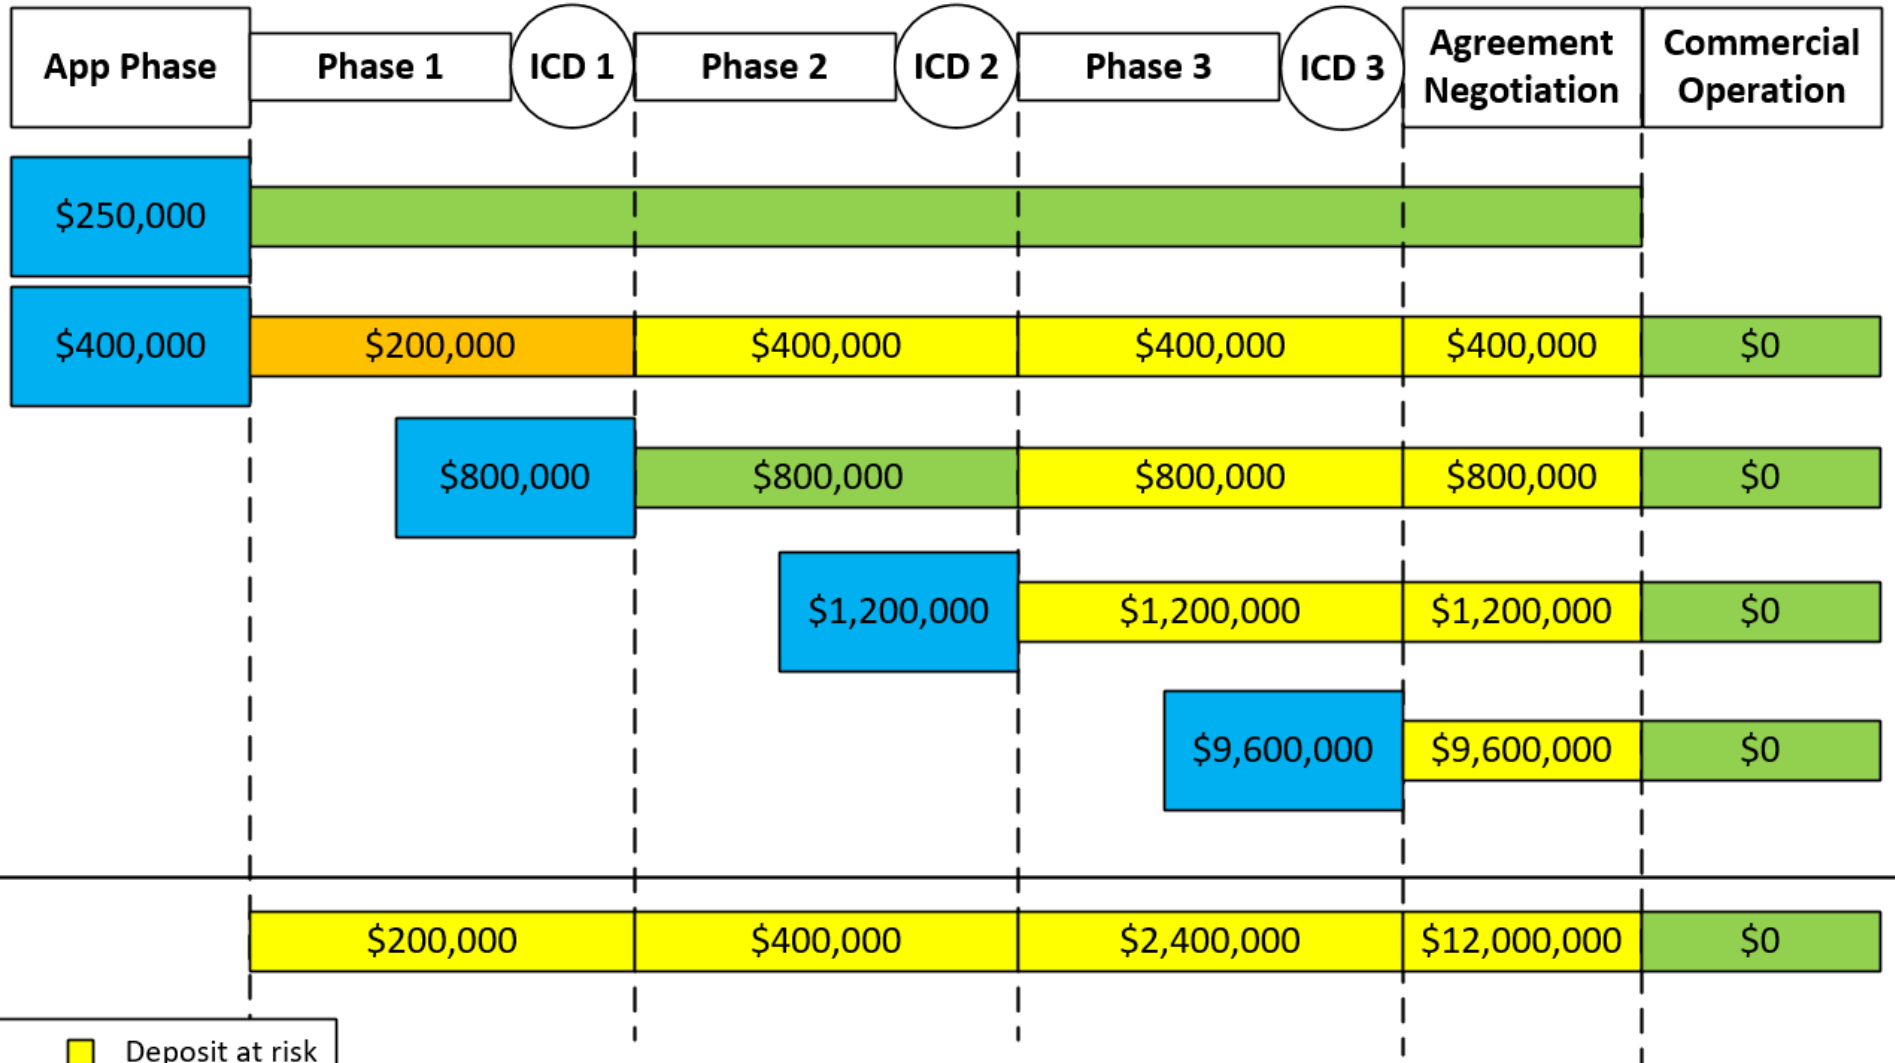 App Phase
Phase 1
ICD 1
Phase 2
ICD 2
Phase 3
ICD 3
Agreement
Negotiation
Commercial
Operation
$250,000
$400,000
$200,000
$400,000
$400,000
$400,000
$0
$800,000
$800,000
$800,000
$800,000
$0
$1,200,000
$1,200,000
$1,200,000
$0
$9,600,000
$9,600,000
$0
$200,000
$400,000
$2,400,000
$12,000,000
$0
Deposit at risk